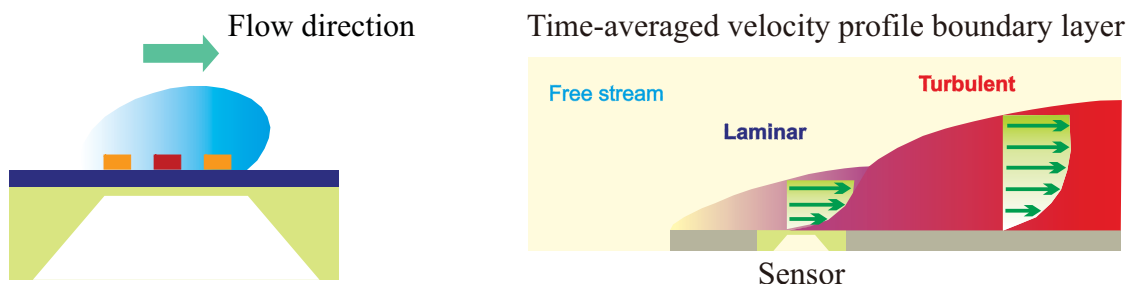 Flow direction
Time-averaged velocity profile boundary layer
Free stream
Turbulent
Laminar
Sensor